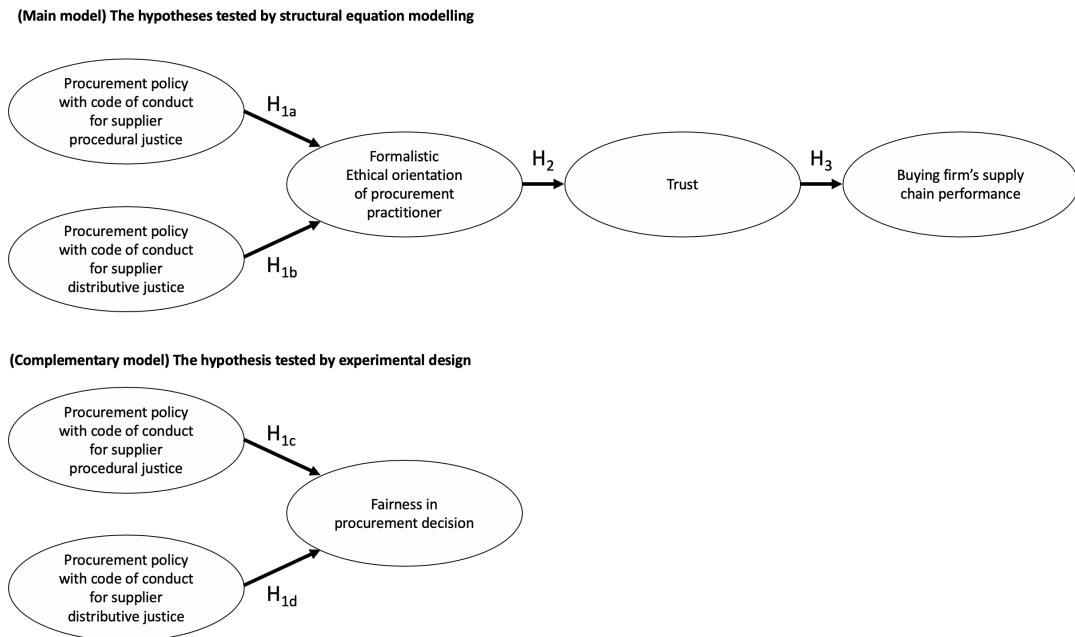 (Main model) The hypotheses tested by structural equation modelling
Procurement policy
with code of conduct
for supplier
procedural justice
H1a
Formalistic
Ethical orientation
of procurement
practitioner
H2
Trust
H3
Buying firm's supply
chain performance
Procurement policy
with code of conduct
for supplier
distributive justice
H1b
(Complementary model) The hypothesis tested by experimental design
Procurement policy
with code of conduct
for supplier
procedural justice
H1c
Fairness in
procurement decision
Procurement policy
with code of conduct
for supplier
distributive justice
H1d